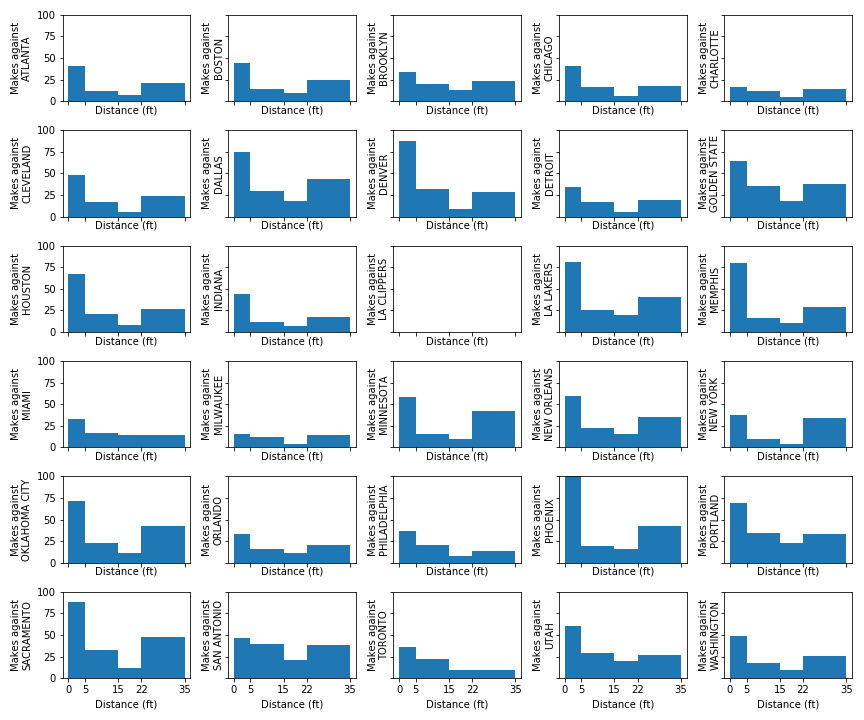 Makes against
ATLANTA
100
75
50
25
0
Distance (ft)
Makes against
BOSTON
Distance (ft)
Makes against
BROOKLYN
Distance (ft)
Makes against
CHICAGO
Distance (ft)
Makes against
CHARLOTTE
Distance (ft)
Makes against
CLEVELAND
100
75
50
25
0
Distance (ft)
Makes against
DALLAS
Distance (ft)
Makes against
DENVER
Distance (ft)
Makes against
DETROIT
Distance (ft)
Makes against
GOLDEN STATE
Distance (ft)
Makes against
HOUSTON
100
75
50
25
0
Distance (ft)
Makes against
INDIANA
Distance (ft)
Makes against
LA CLIPPERS
Distance (ft)
Makes against
LA LAKERS
Distance (ft)
Makes against
MEMPHIS
Distance (ft)
Makes against
MIAMI
100
75
50
25
0
Distance (ft)
Makes against
MILWAUKEE
Distance (ft)
Makes against
MINNESOTA
Distance (ft)
Makes against
NEW ORLEANS
Distance (ft)
Makes against
NEW YORK
Distance (ft)
Makes against
OKLAHOMA CITY
100
75
50
25
0
Distance (ft)
Makes against
ORLANDO
Distance (ft)
Makes against
PHILADELPHIA
Distance (ft)
Makes against
PHOENIX
Distance (ft)
Makes against
PORTLAND
Distance (ft)
Makes against
SACRAMENTO
100
75
50
25
0
0 5 15 22 35
Distance (ft)
Makes against
SAN ANTONIO
0 5 15 22 35
Distance (ft)
Makes against
TORONTO
0 5 15 35
Distance (ft)
Makes against
UTAH
0 5 15 22 35
Distance (ft)
Makes against
WASHINGTON
0 5 15 22 35
Distance (ft)